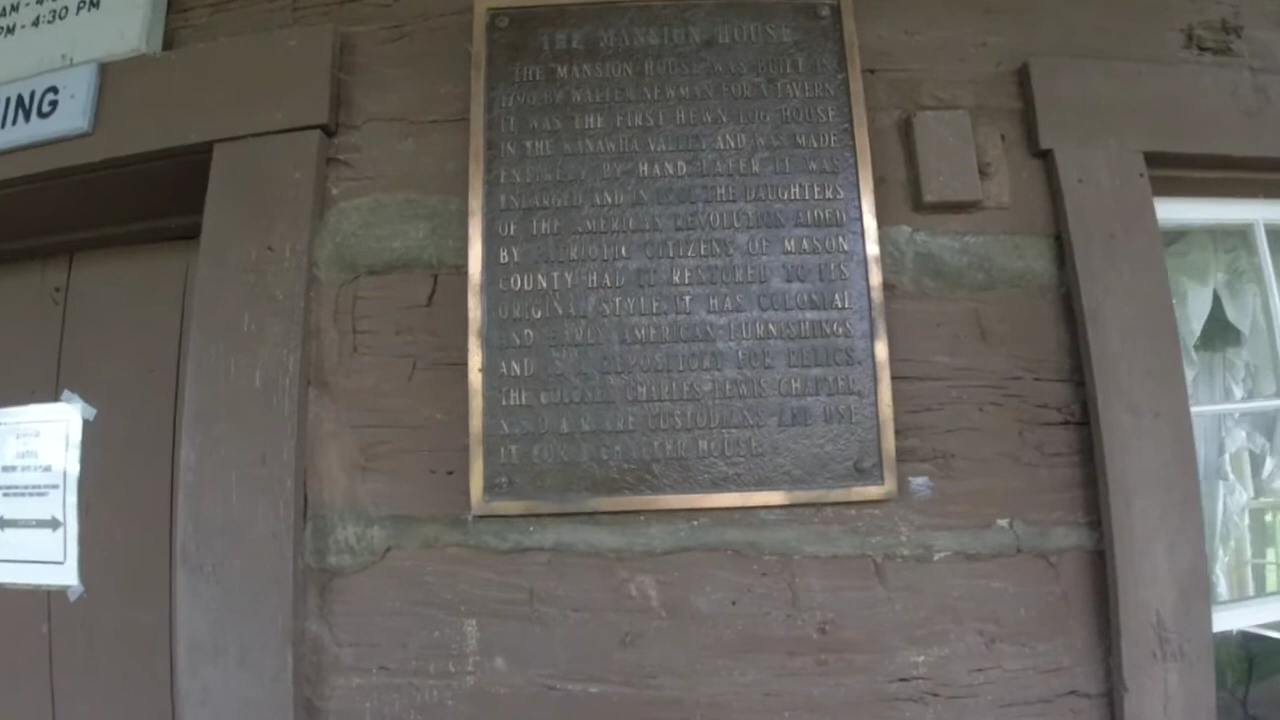 PM - 4:30 PM
ING
THE MANSION HOUSE
THE MANSION HOUSE WAS BUILT IN
1796 BY WALTER NEWMAN FOR A TAVERN
IT WAS THE FIRST HEWN LOG HOUSE
IN THE KANAWHA VALLEY AND WAS MADE
ENTIRELY BY HAND LATER IT WAS
ENLARGED AND IN THE DAUGHTERS
OF THE AMERICAN REVOLUTION AIDED
BY PATRIOTIC CITIZENS OF MASON
COUNTY HAD IT RESTORED TO ITS
ORIGINAL STYLE. IT HAS COLONIAL
AND EARLY AMERICAN FURNISHINGS
AND IS A REPOSITORY FOR RELICS.
THE COLONEL CHARLES LEWIS CHAPTER,
N.S.D.A.R. ARE CUSTODIANS AND USE
IT FOR A CHAPTER HOUSE.